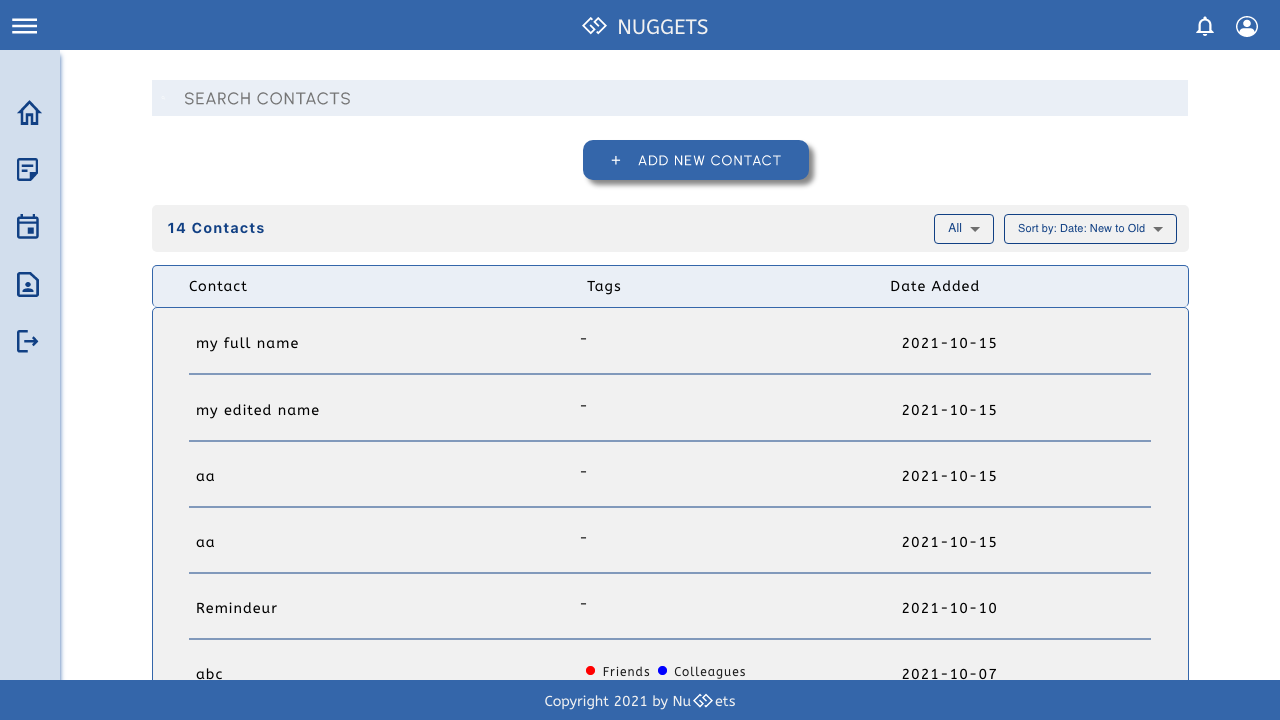 NUGGETS
SEARCH CONTACTS
+ ADD NEW CONTACT
14 Contacts All Sort by: Date: New to Old
Contact Tags Date Added
my full name - 2021-10-15
my edited name - 2021-10-15
aa - 2021-10-15
aa - 2021-10-15
Remindeur - 2021-10-10
abc Friends Colleagues 2021-10-07
Copyright 2021 by Nu ets